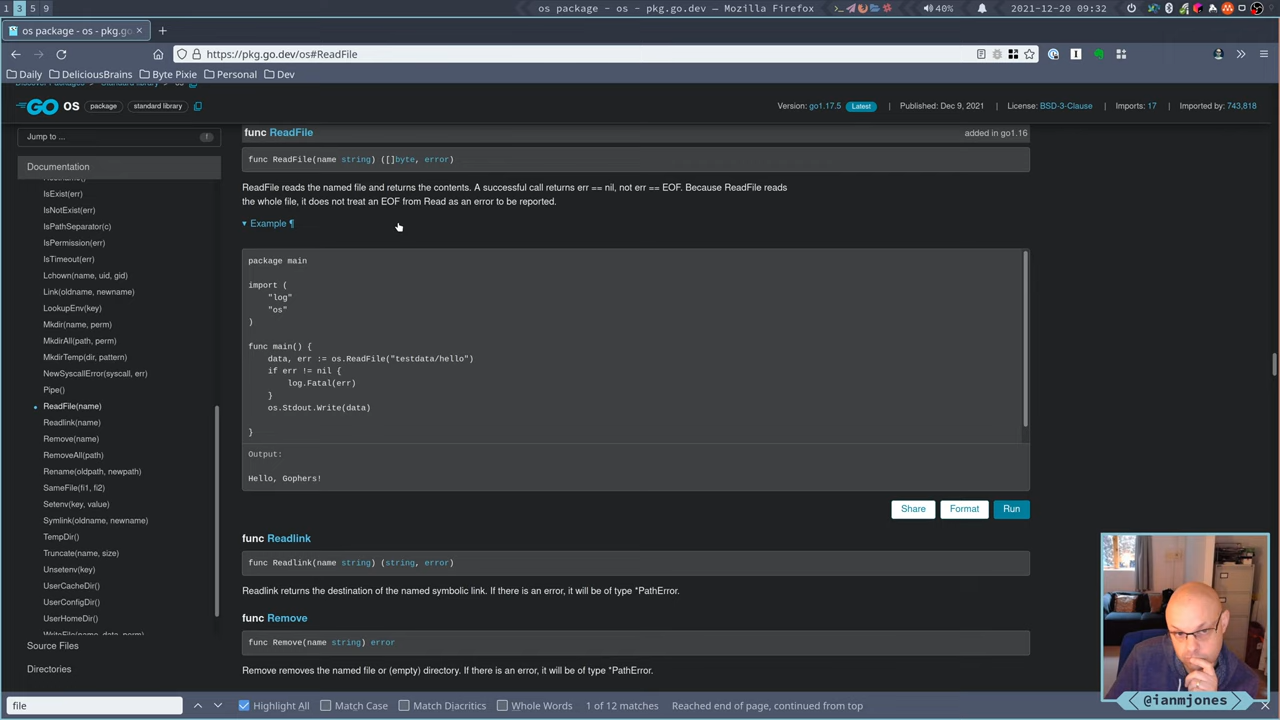 1 3 5 9
os package - os - pkg.go.dev — Mozilla Firefox
40%
2021-12-20 09:32
os package - os - pkg.go.
https://pkg.go.dev/os#ReadFile
Daily DeliciousBrains Byte Pixie Personal Dev
GO os package standard library
Version: go1.17.5 Latest Published: Dec 9, 2021 License: BSD-3-Clause Imports: 17 Imported by: 743,818
Jump to ...
Documentation
IsExist(err)
IsNotExist(err)
IsPathSeparator(c)
IsPermission(err)
IsTimeout(err)
Lchown(name, uid, gid)
Link(oldname, newname)
LookupEnv(key)
Mkdir(name, perm)
MkdirAll(path, perm)
MkdirTemp(dir, pattern)
NewSyscallError(syscall, err)
Pipe()
ReadFile(name)
Readlink(name)
Remove(name)
RemoveAll(path)
Rename(oldpath, newpath)
SameFile(fi1, fi2)
Setenv(key, value)
Symlink(oldname, newname)
TempDir()
Truncate(name, size)
Unsetenv(key)
UserCacheDir()
UserConfigDir()
UserHomeDir()
WriteFile(name, data, perm)
Source Files
Directories
func ReadFile added in go1.16
func ReadFile(name string) ([]byte, error)
ReadFile reads the named file and returns the contents. A successful call returns err == nil, not err == EOF. Because ReadFile reads
the whole file, it does not treat an EOF from Read as an error to be reported.
▾ Example ¶
package main
import (
"log"
"os"
)
func main() {
data, err := os.ReadFile("testdata/hello")
if err != nil {
log.Fatal(err)
}
os.Stdout.Write(data)
}
Output:
Hello, Gophers!
Share Format Run
func Readlink
func Readlink(name string) (string, error)
Readlink returns the destination of the named symbolic link. If there is an error, it will be of type *PathError.
func Remove
func Remove(name string) error
Remove removes the named file or (empty) directory. If there is an error, it will be of type *PathError.
@ianmjones
file Highlight All Match Case Match Diacritics Whole Words 1 of 12 matches Reached end of page, continued from top